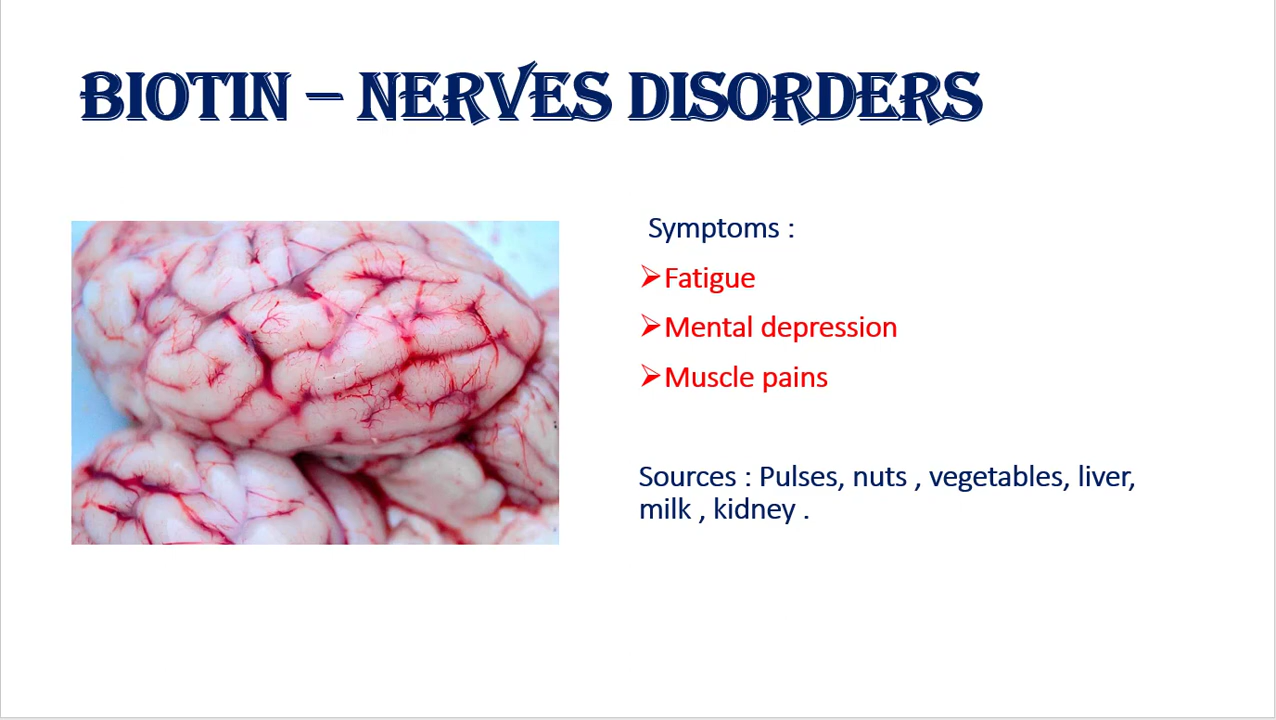 BIOTIN – NERVES DISORDERS
Symptoms :
➢Fatigue
➢Mental depression
➢Muscle pains
Sources : Pulses, nuts , vegetables, liver,
milk , kidney .